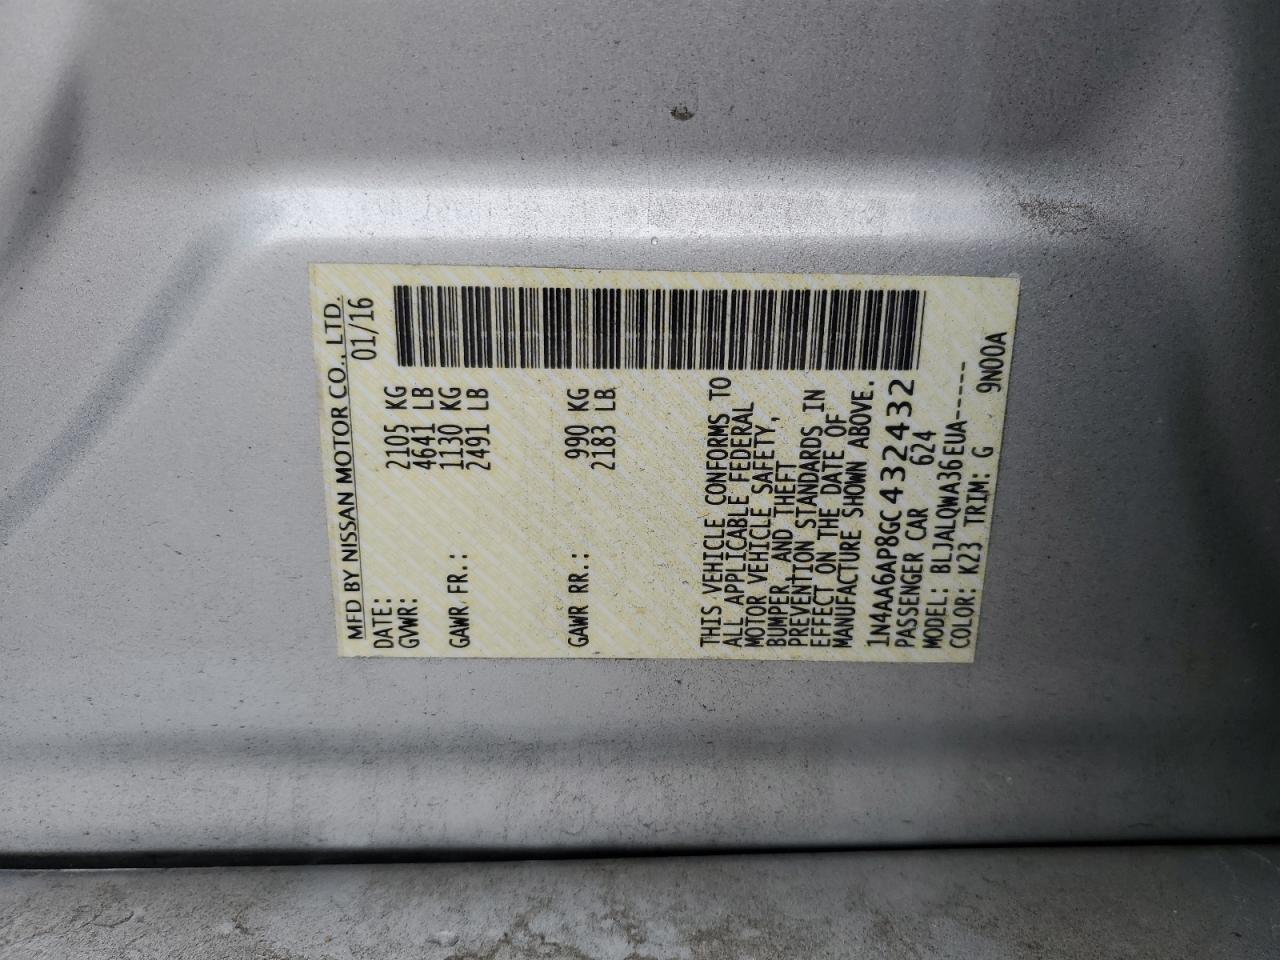 MFD BY NISSAN MOTOR CO., LTD.
DATE: 01/16
GVWR: 2105 KG
4641 LB
GAWR FR.: 1130 KG
2491 LB
GAWR RR.: 990 KG
2183 LB
THIS VEHICLE CONFORMS TO
ALL APPLICABLE FEDERAL
MOTOR VEHICLE SAFETY,
BUMPER, AND THEFT
PREVENTION STANDARDS IN
EFFECT ON THE DATE OF
MANUFACTURE SHOWN ABOVE.
1N4AA6AP8GC432432
PASSENGER CAR 624
MODEL: BLJALQWA36EUA------
COLOR: K23 TRIM: G 9N00A